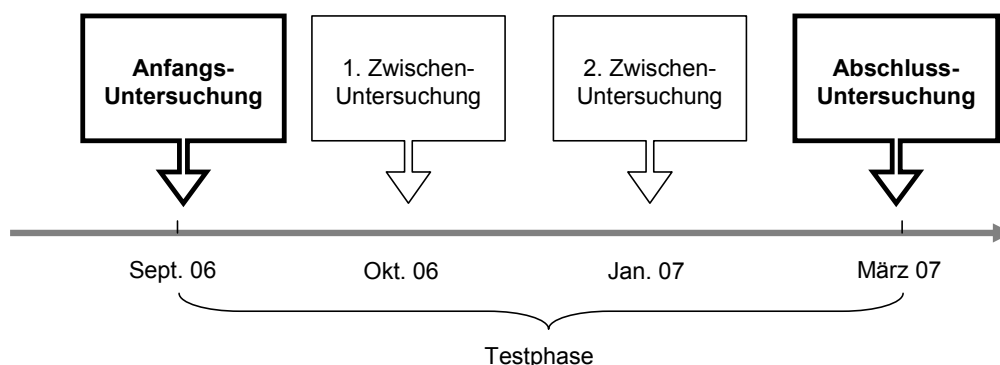 Anfangs-
Untersuchung
1. Zwischen-
Untersuchung
2. Zwischen-
Untersuchung
Abschluss-
Untersuchung
Sept. 06
Okt. 06
Jan. 07
März 07
Testphase